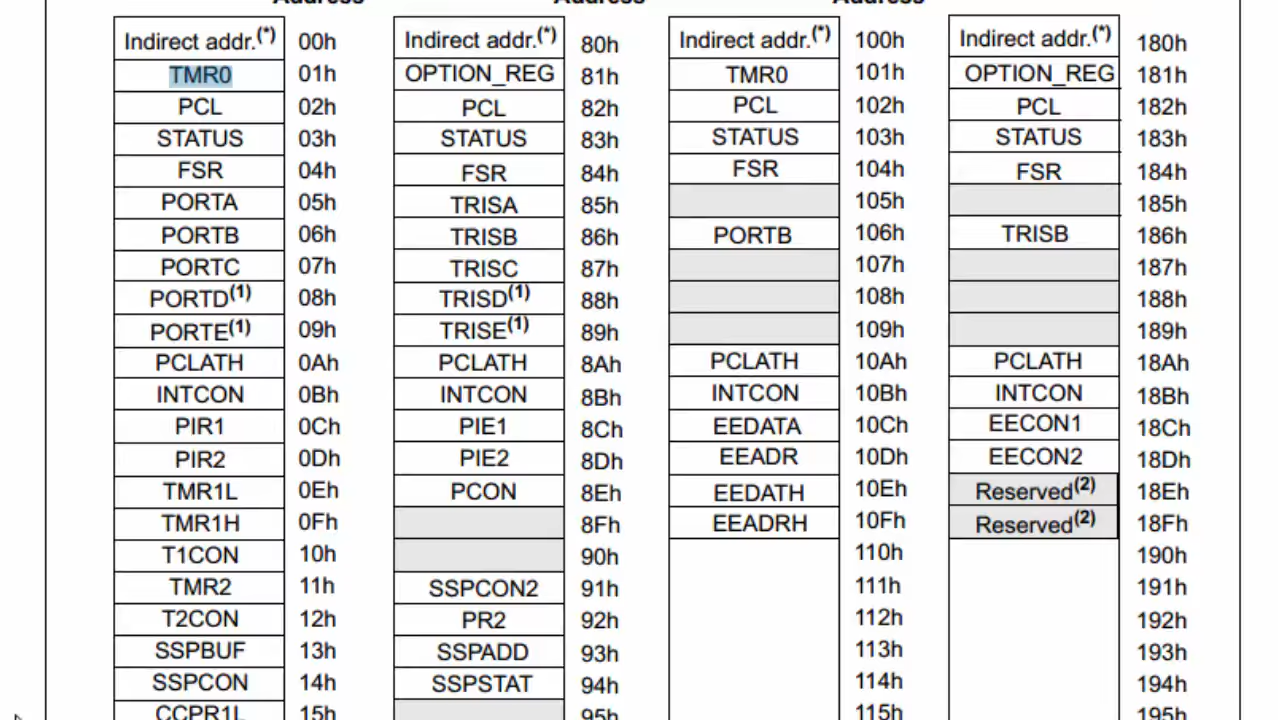 Address Address Address
Indirect addr.(*) 00h Indirect addr.(*) 80h Indirect addr.(*) 100h Indirect addr.(*) 180h
TMR0 01h OPTION_REG 81h TMR0 101h OPTION_REG 181h
PCL 02h PCL 82h PCL 102h PCL 182h
STATUS 03h STATUS 83h STATUS 103h STATUS 183h
FSR 04h FSR 84h FSR 104h FSR 184h
PORTA 05h TRISA 85h 105h 185h
PORTB 06h TRISB 86h PORTB 106h TRISB 186h
PORTC 07h TRISC 87h 107h 187h
PORTD(1) 08h TRISD(1) 88h 108h 188h
PORTE(1) 09h TRISE(1) 89h 109h 189h
PCLATH 0Ah PCLATH 8Ah PCLATH 10Ah PCLATH 18Ah
INTCON 0Bh INTCON 8Bh INTCON 10Bh INTCON 18Bh
PIR1 0Ch PIE1 8Ch EEDATA 10Ch EECON1 18Ch
PIR2 0Dh PIE2 8Dh EEADR 10Dh EECON2 18Dh
TMR1L 0Eh PCON 8Eh EEDATH 10Eh Reserved(2) 18Eh
TMR1H 0Fh 8Fh EEADRH 10Fh Reserved(2) 18Fh
T1CON 10h 90h 110h 190h
TMR2 11h SSPCON2 91h 111h 191h
T2CON 12h PR2 92h 112h 192h
SSPBUF 13h SSPADD 93h 113h 193h
SSPCON 14h SSPSTAT 94h 114h 194h
CCPR1L 15h 95h 115h 195h